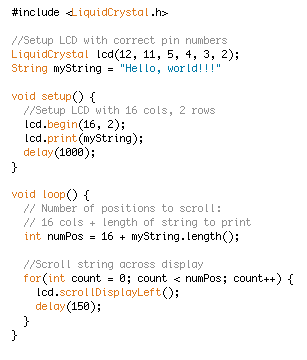 #include <LiquidCrystal.h>

//Setup LCD with correct pin numbers
LiquidCrystal lcd(12, 11, 5, 4, 3, 2);
String myString = "Hello, world!!!"

void setup() {
  //Setup LCD with 16 cols, 2 rows
  lcd.begin(16, 2);
  lcd.print(myString);
  delay(1000);
}

void loop() {
  // Number of positions to scroll:
  // 16 cols + length of string to print
  int numPos = 16 + myString.length();

  //Scroll string across display
  for(int count = 0; count < numPos; count++) {
    lcd.scrollDisplayLeft();
    delay(150);
  }
}